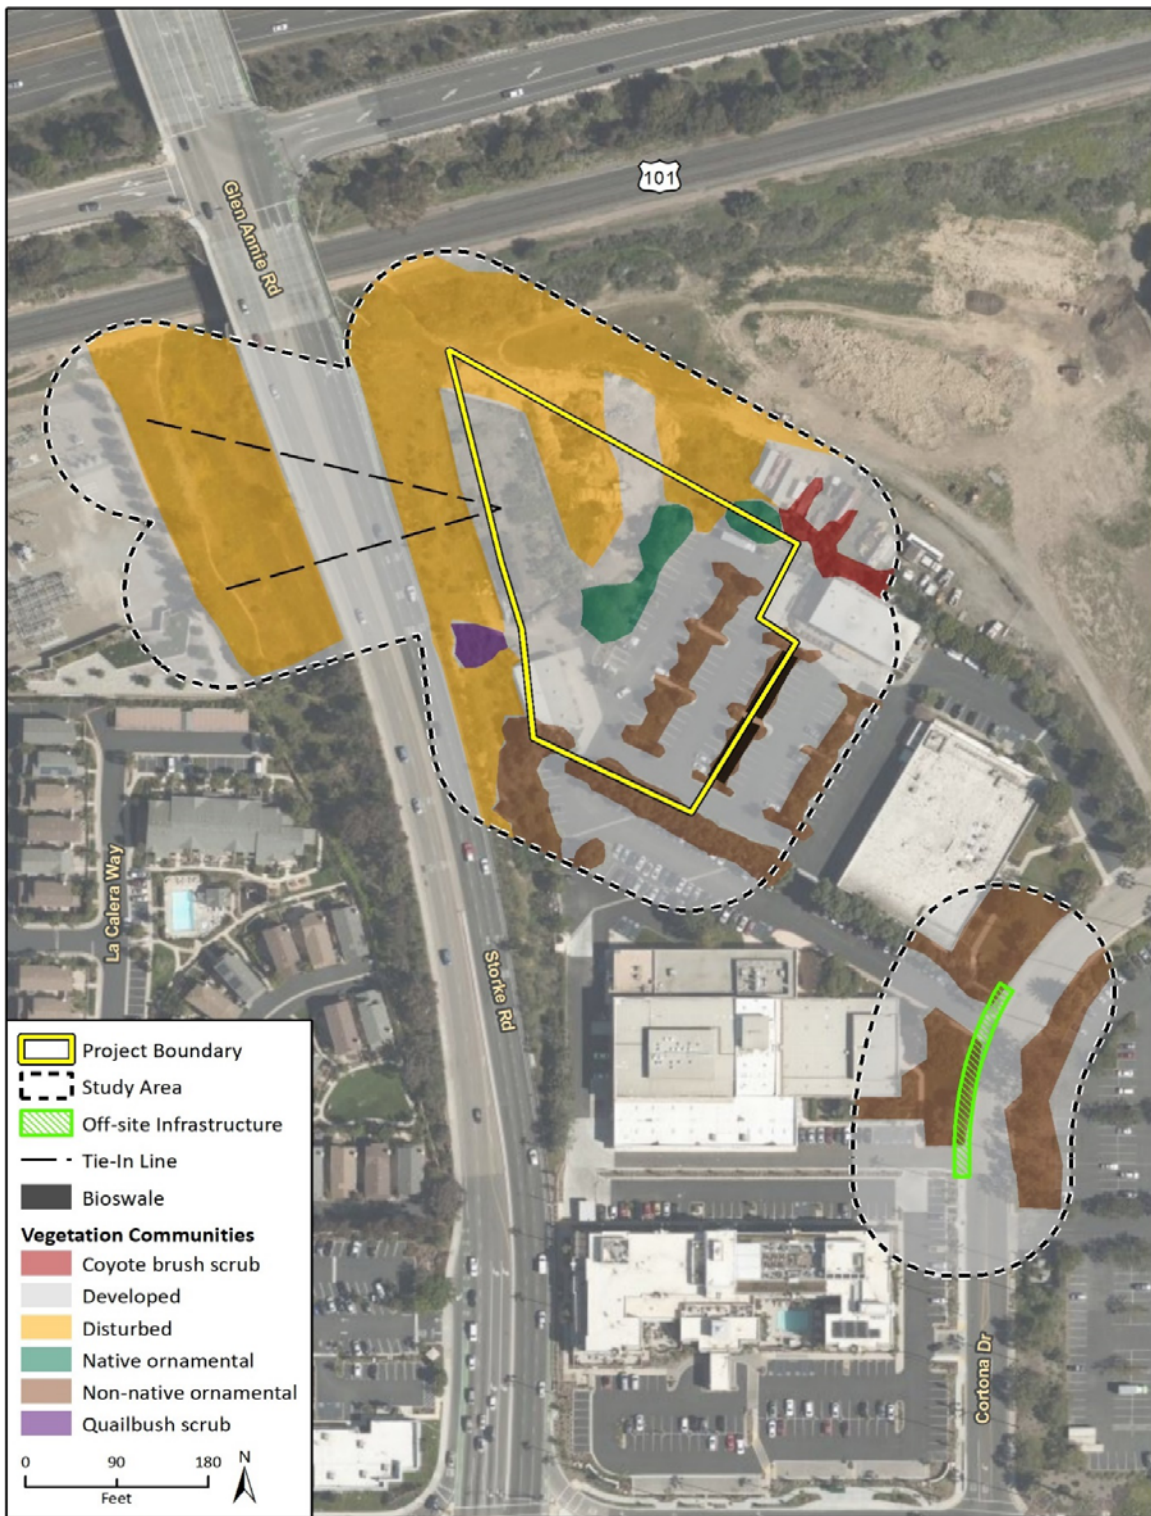 101
Glen Annie Rd
La Calera Way
Storke Rd
Cortona Dr
Project Boundary
Study Area
Off-site Infrastructure
Tie-In Line
Bioswale
Vegetation Communities
Coyote brush scrub
Developed
Disturbed
Native ornamental
Non-native ornamental
Quailbush scrub
0 90 180
Feet
N